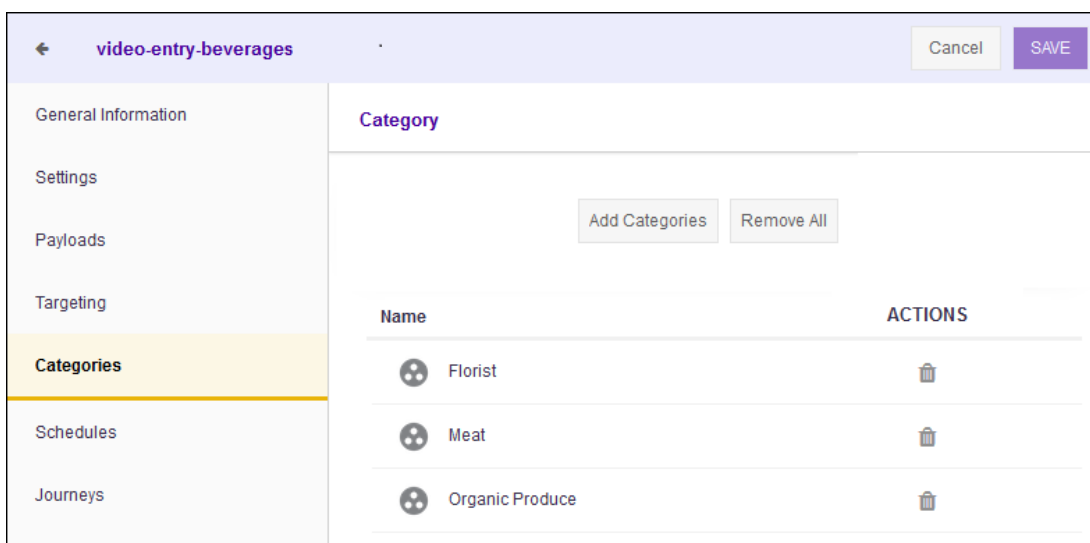 video-entry-beverages
Cancel
SAVE
General Information
Settings
Payloads
Targeting
Categories
Schedules
Journeys
Category
Add Categories
Remove All
Name ACTIONS
Florist
Meat
Organic Produce